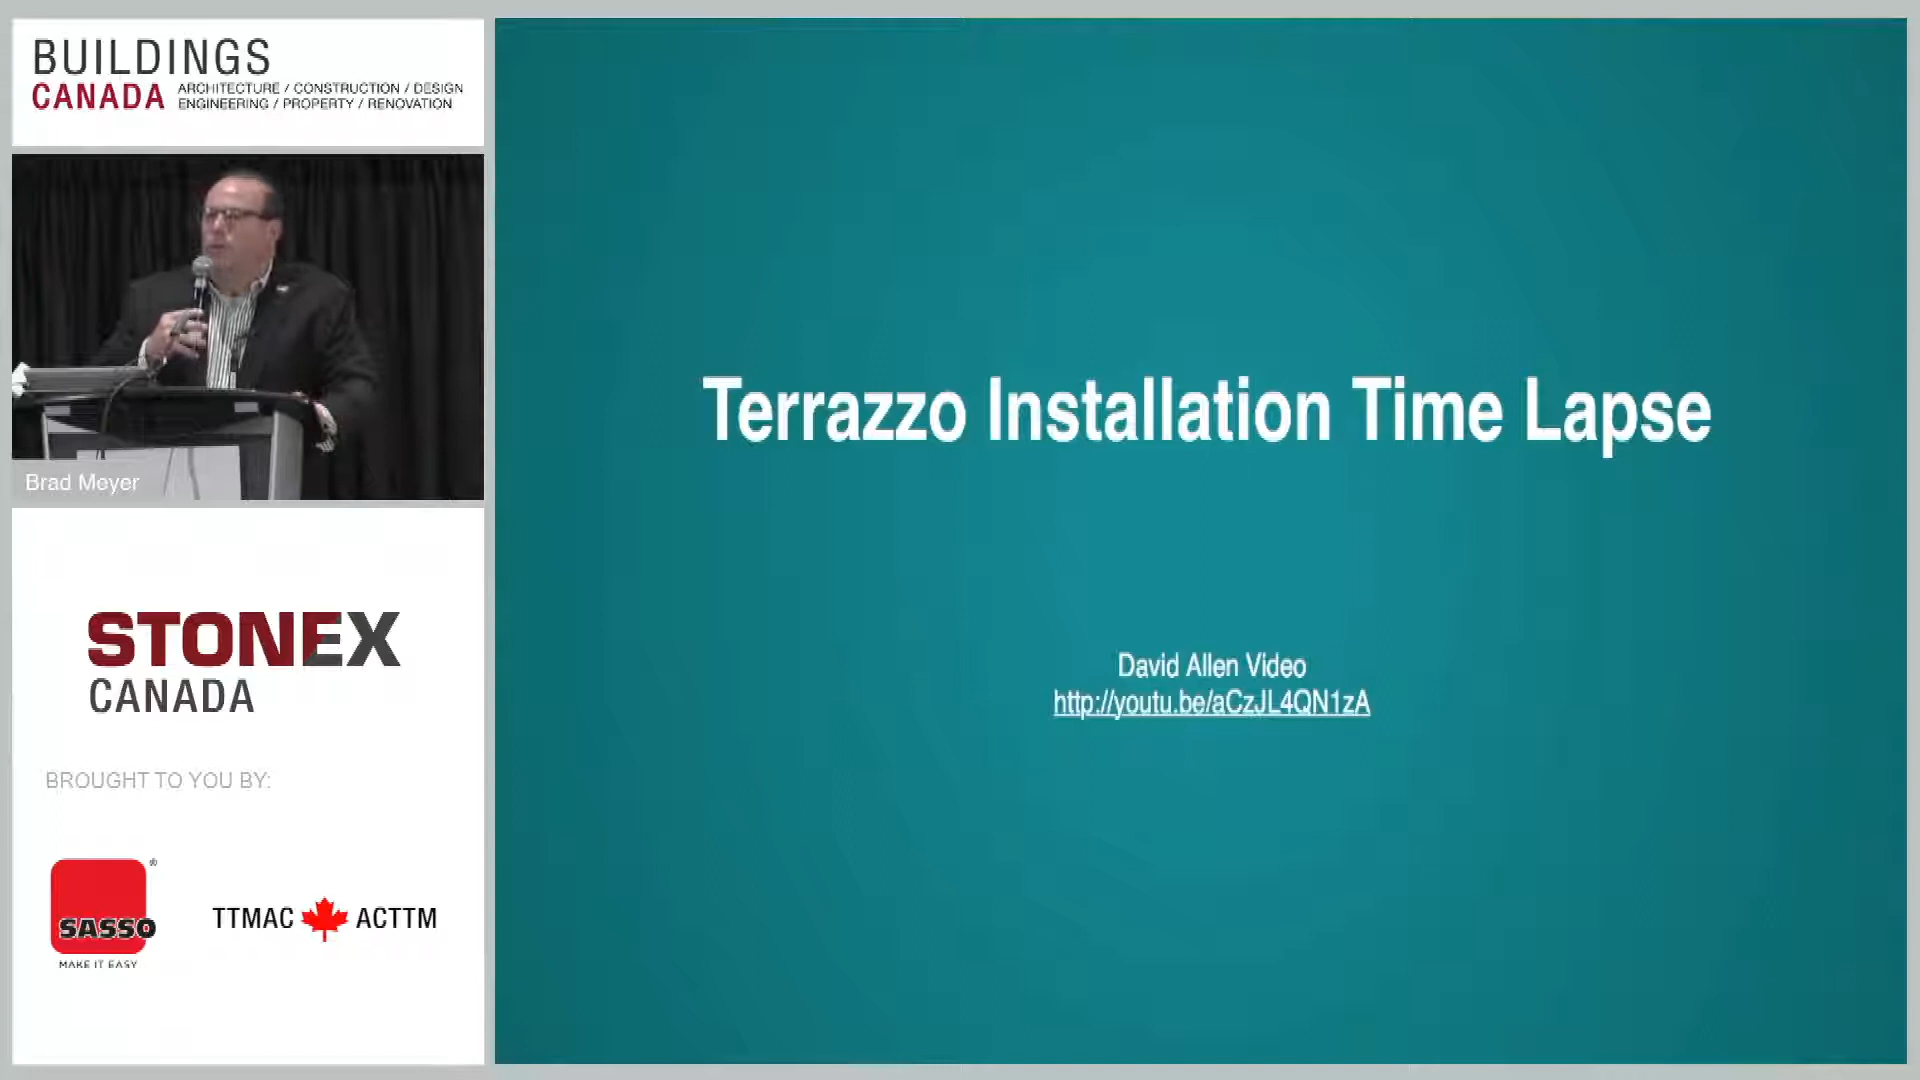 BUILDINGS
CANADA
ARCHITECTURE / CONSTRUCTION / DESIGN
ENGINEERING / PROPERTY / RENOVATION
Brad Meyer
STONEX
CANADA
BROUGHT TO YOU BY:
SASSO
®
MAKE IT EASY
TTMAC ACTTM
Terrazzo Installation Time Lapse
David Allen Video
http://youtu.be/aCzJL4QN1zA